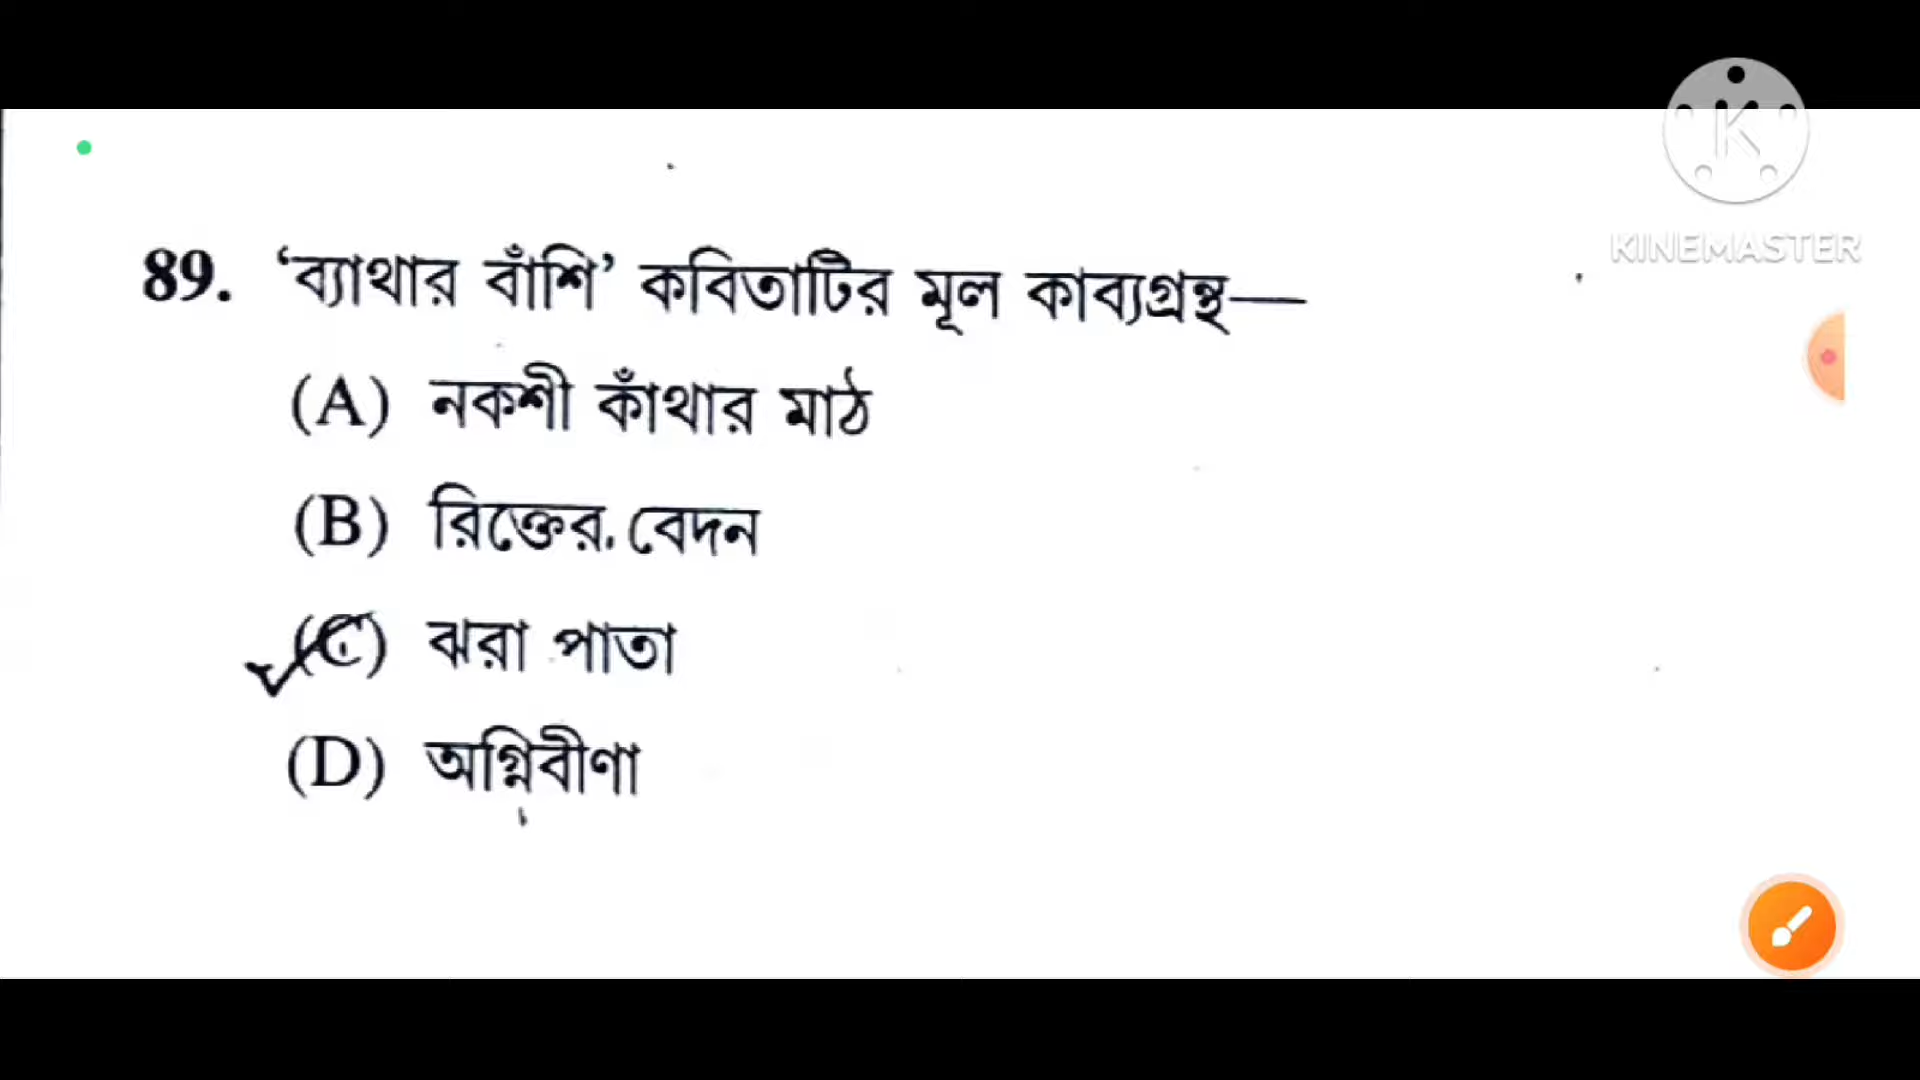 KINEMASTER
89. ‘ব্যাথার বাঁশি’ কবিতাটির মূল কাব্যগ্রন্থ—
(A) নকশী কাঁথার মাঠ
(B) রিক্তের বেদন
(C) ঝরা পাতা
(D) অগ্নিবীণা